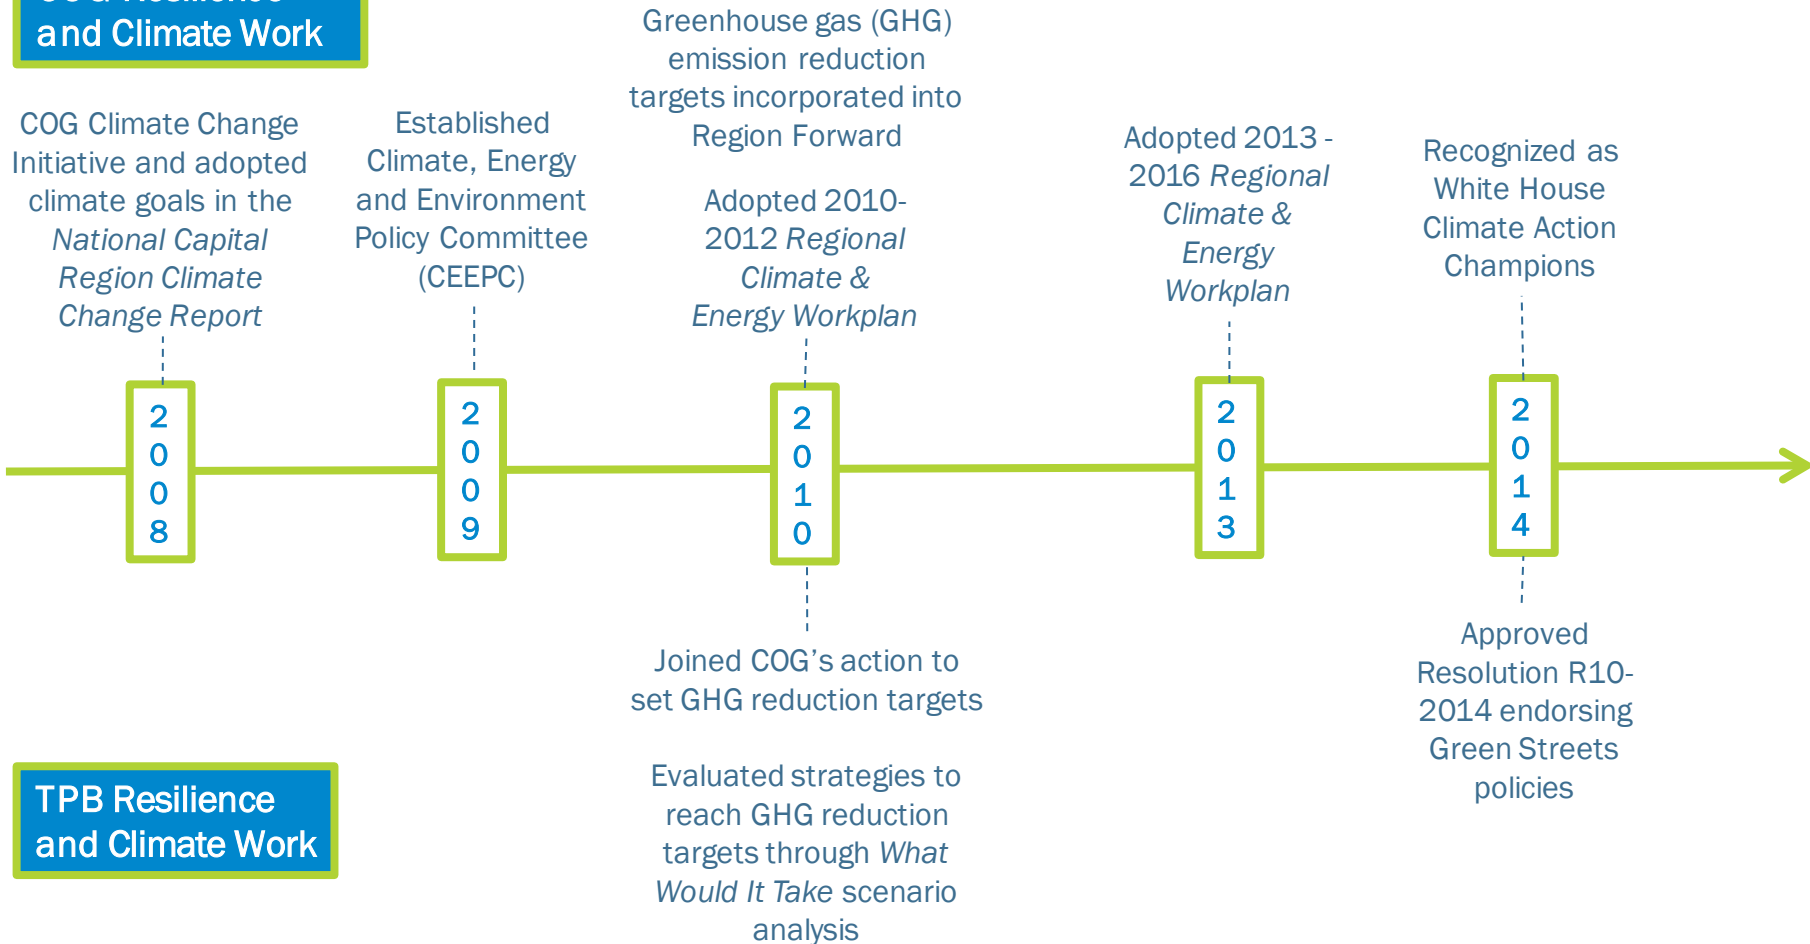 COG Resilience
and Climate Work
COG Climate Change
Initiative and adopted
climate goals in the
National Capital
Region Climate
Change Report
Established
Climate, Energy
and Environment
Policy Committee
(CEEPC)
Greenhouse gas (GHG)
emission reduction
targets incorporated into
Region Forward
Adopted 2010-
2012 Regional
Climate &
Energy Workplan
Adopted 2013 -
2016 Regional
Climate &
Energy
Workplan
Recognized as
White House
Climate Action
Champions
2
0
0
8
2
0
0
9
2
0
1
0
2
0
1
3
2
0
1
4
Joined COG’s action to
set GHG reduction targets
Evaluated strategies to
reach GHG reduction
targets through What
Would It Take scenario
analysis
Approved
Resolution R10-
2014 endorsing
Green Streets
policies
TPB Resilience
and Climate Work